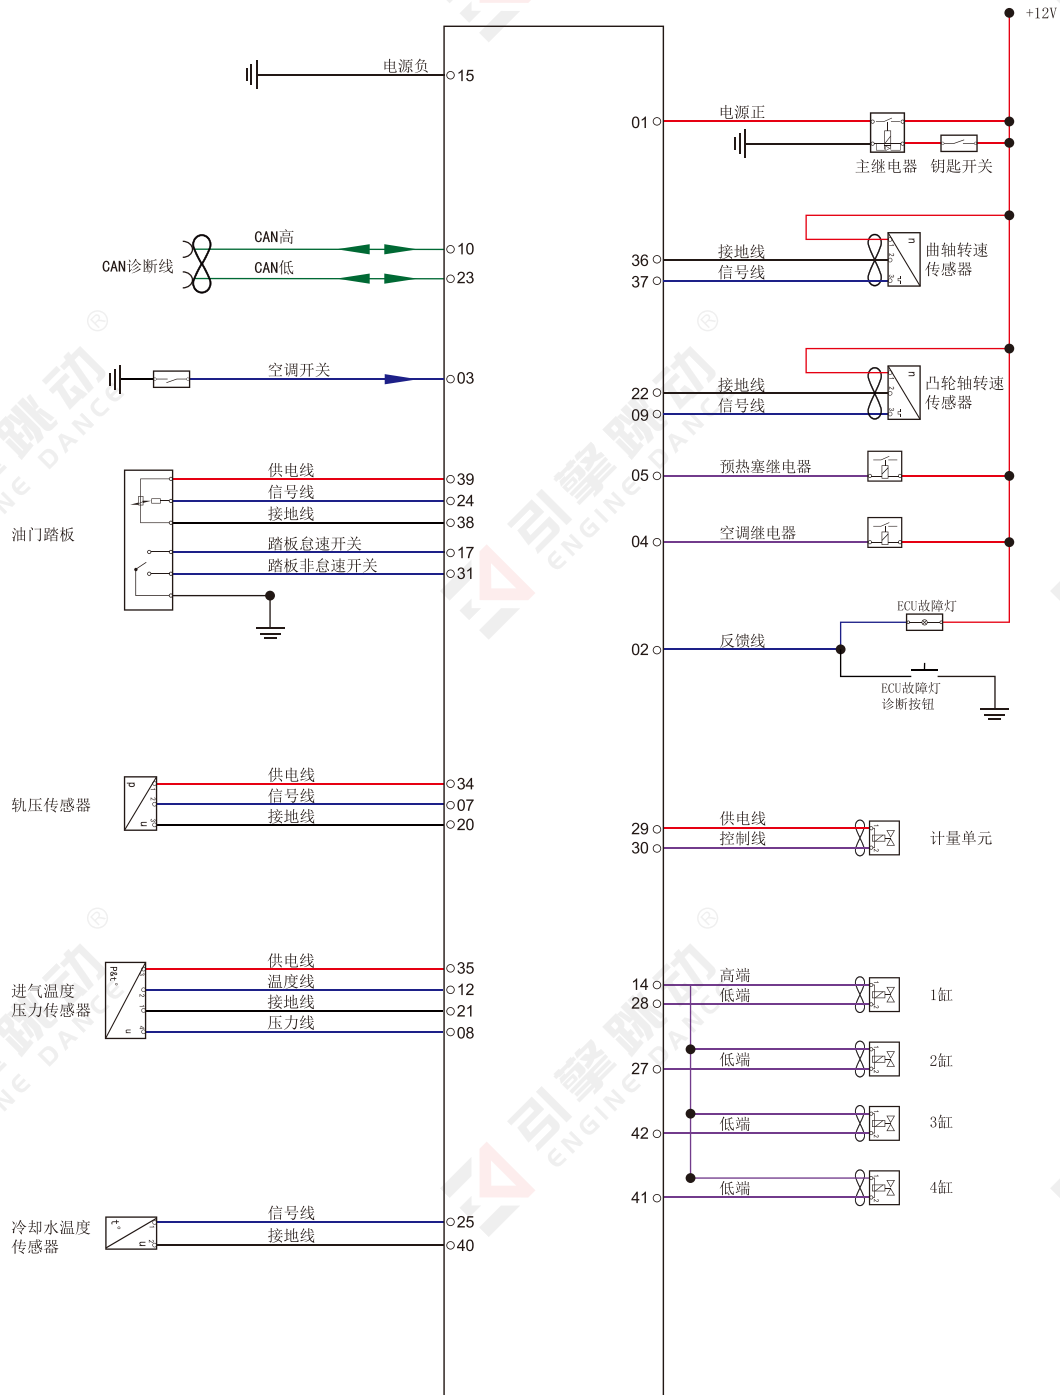 +12V
电源负
15
电源正
01
主继电器
钥匙开关
CAN高
10
CAN诊断线
CAN低
23
接地线
36
信号线
37
曲轴转速
传感器
空调开关
03
接地线
22
信号线
09
凸轮轴转速
传感器
供电线
39
信号线
24
接地线
38
踏板怠速开关
17
踏板非怠速开关
31
油门踏板
预热塞继电器
05
空调继电器
04
ECU故障灯
反馈线
02
ECU故障灯
诊断按钮
供电线
34
信号线
07
接地线
20
轨压传感器
p
u
供电线
29
控制线
30
计量单元
供电线
35
温度线
12
接地线
21
压力线
08
进气温度
压力传感器
P&t°
u
高端
14
低端
28
1缸
低端
27
2缸
低端
42
3缸
低端
41
4缸
信号线
25
接地线
40
冷却水温度
传感器
t°
u
引擎跳动
ENGINE DANCE